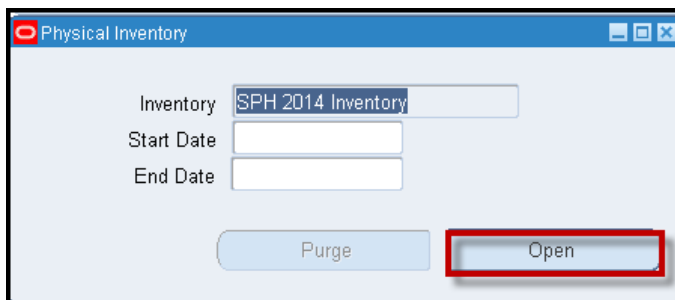 Physical Inventory
Inventory SPH 2014 Inventory
Start Date
End Date
Purge Open